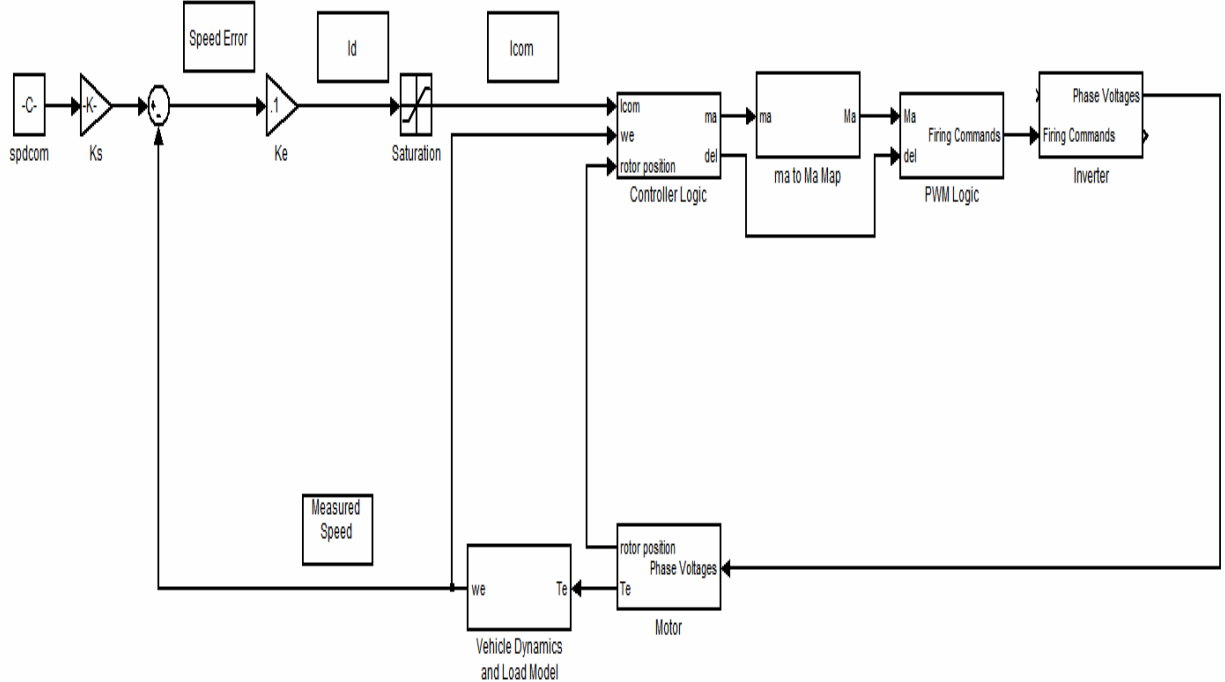 Speed Error
Id
Icom
-C-
spdcom
-K-
Ks
+
-
.1
Ke
Saturation
Icom
we
rotor position
ma
del
Controller Logic
ma
Ma
ma to Ma Map
Ma
del
Firing Commands
PWM Logic
Phase Voltages
Firing Commands
Inverter
Measured
Speed
we
Te
Vehicle Dynamics
and Load Model
rotor position
Phase Voltages
Te
Motor